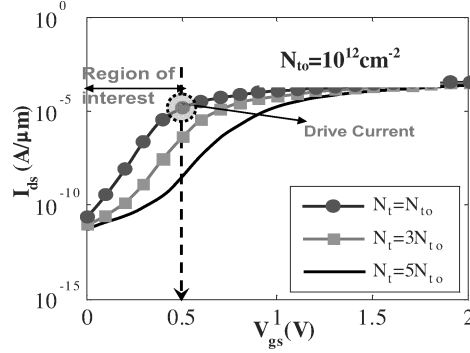 10^0
N_to=10^12cm^-2
Region of
interest
10^-5
Drive Current
I_ds (A/μm)
10^-10
N_t=N_to
N_t=3N_to
N_t=5N_to
10^-15
0 0.5 1 1.5 2
V_gs(V)